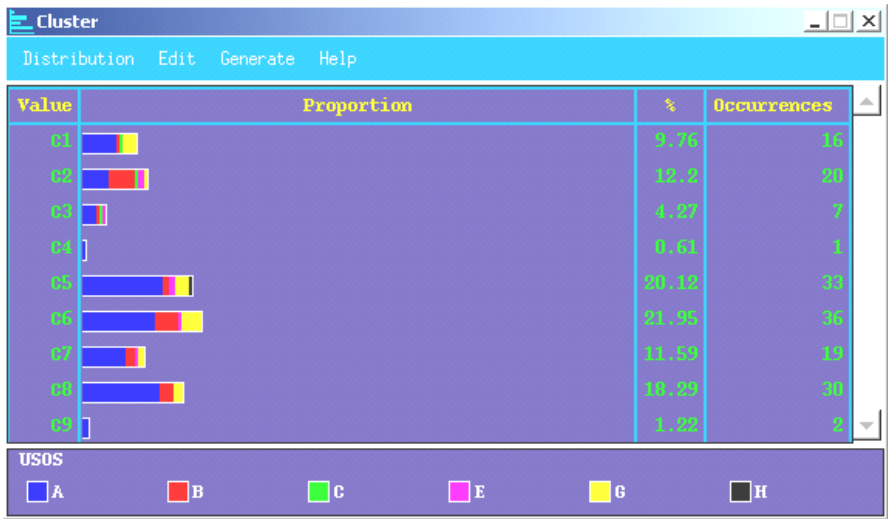 Cluster
Distribution Edit Generate Help
Value Proportion % Occurrences
C1 9.76 16
C2 12.2 20
C3 4.27 7
C4 0.61 1
C5 20.12 33
C6 21.95 36
C7 11.59 19
C8 18.29 30
C9 1.22 2
USOS
A B C E G H